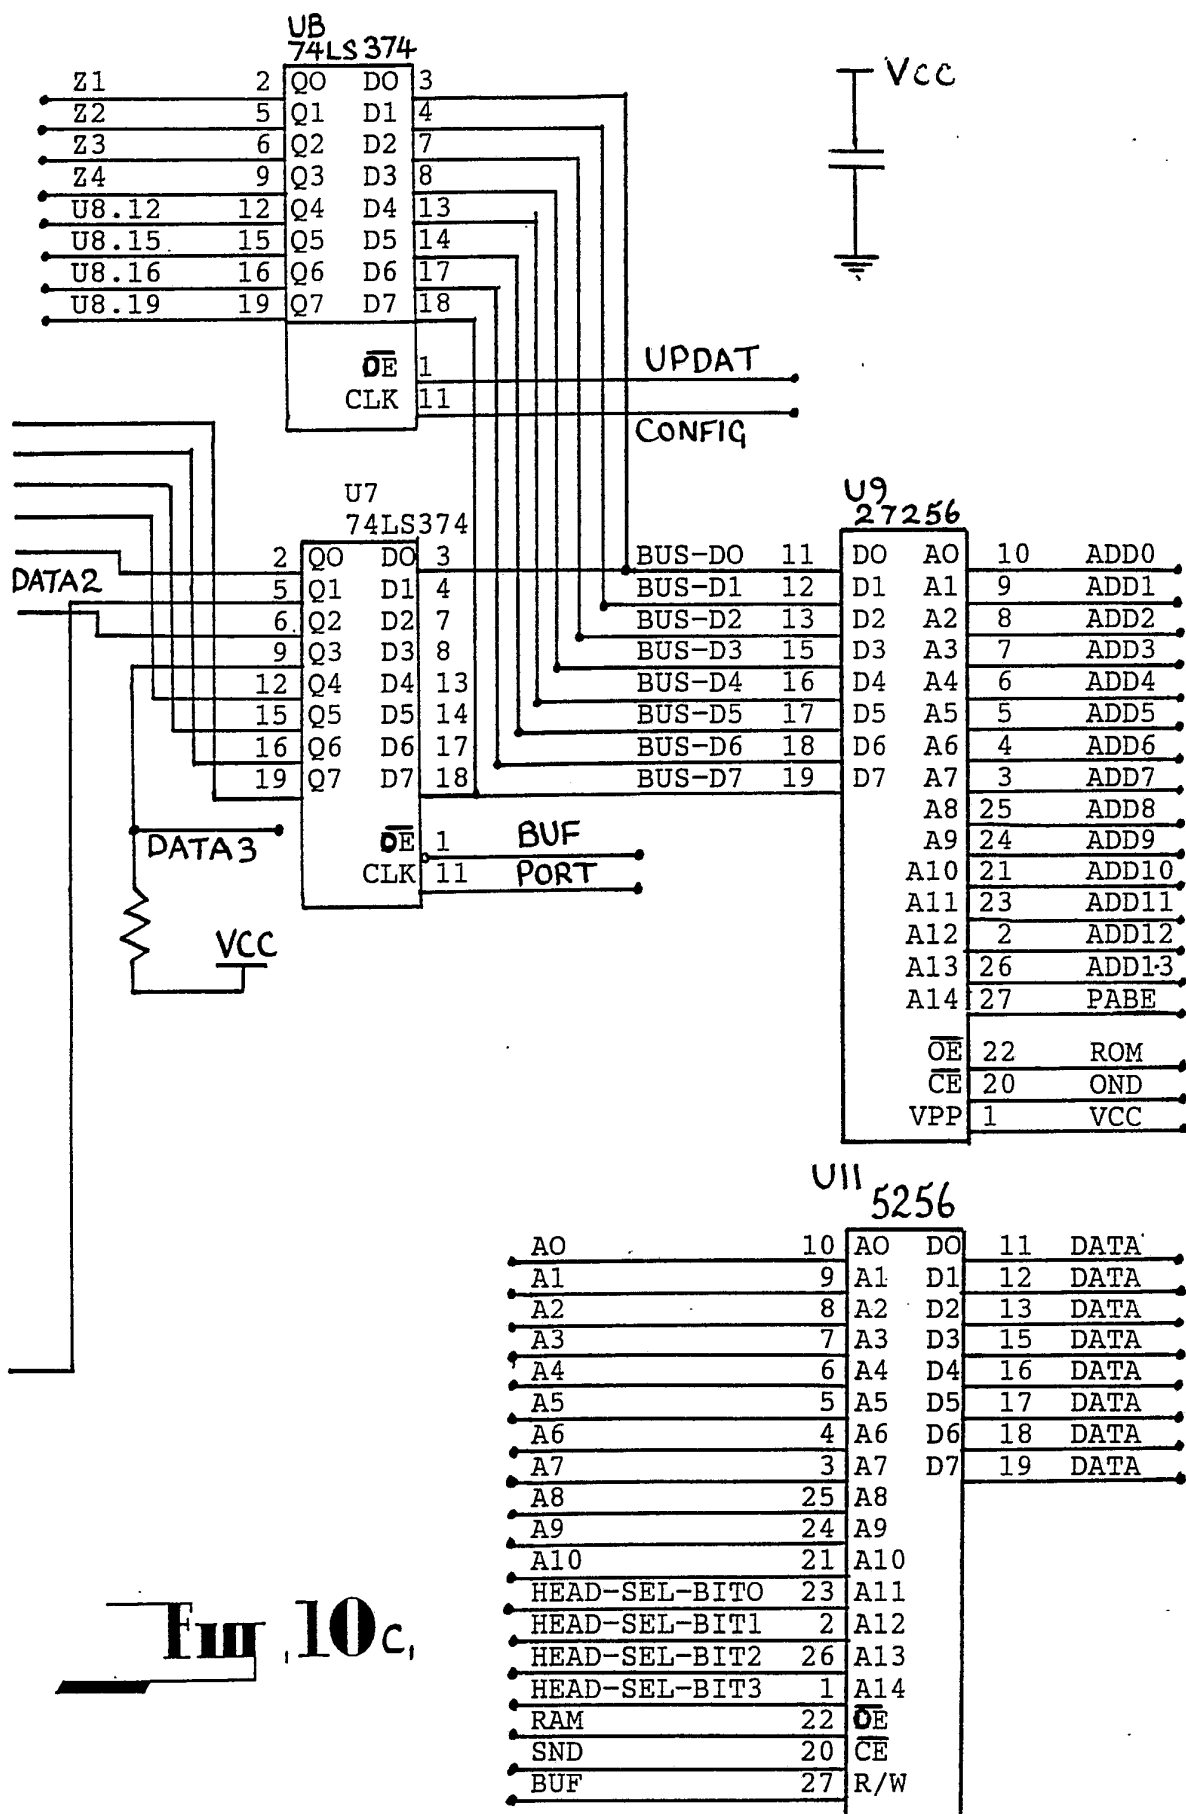 UB
74LS374
Z1 2 Q0 D0 3
Z2 5 Q1 D1 4
Z3 6 Q2 D2 7
Z4 9 Q3 D3 8
U8.12 12 Q4 D4 13
U8.15 15 Q5 D5 14
U8.16 16 Q6 D6 17
U8.19 19 Q7 D7 18
OE 1 UPDAT
CLK 11 CONFIG
VCC
U7
74LS374
2 Q0 D0 3
DATA2 5 Q1 D1 4
6 Q2 D2 7
9 Q3 D3 8
12 Q4 D4 13
15 Q5 D5 14
16 Q6 D6 17
19 Q7 D7 18
DATA3 OE 1 BUF
CLK 11 PORT
VCC
U9
27256
BUS-D0 11 D0 A0 10 ADD0
BUS-D1 12 D1 A1 9 ADD1
BUS-D2 13 D2 A2 8 ADD2
BUS-D3 15 D3 A3 7 ADD3
BUS-D4 16 D4 A4 6 ADD4
BUS-D5 17 D5 A5 5 ADD5
BUS-D6 18 D6 A6 4 ADD6
BUS-D7 19 D7 A7 3 ADD7
A8 25 ADD8
A9 24 ADD9
A10 21 ADD10
A11 23 ADD11
A12 2 ADD12
A13 26 ADD13
A14 27 PABE
OE 22 ROM
CE 20 OND
VPP 1 VCC
U11
5256
A0 10 A0 D0 11 DATA
A1 9 A1 D1 12 DATA
A2 8 A2 D2 13 DATA
A3 7 A3 D3 15 DATA
A4 6 A4 D4 16 DATA
A5 5 A5 D5 17 DATA
A6 4 A6 D6 18 DATA
A7 3 A7 D7 19 DATA
A8 25 A8
A9 24 A9
A10 21 A10
HEAD-SEL-BIT0 23 A11
HEAD-SEL-BIT1 2 A12
HEAD-SEL-BIT2 26 A13
HEAD-SEL-BIT3 1 A14
RAM 22 OE
SND 20 CE
BUF 27 R/W
Fig. 10c.